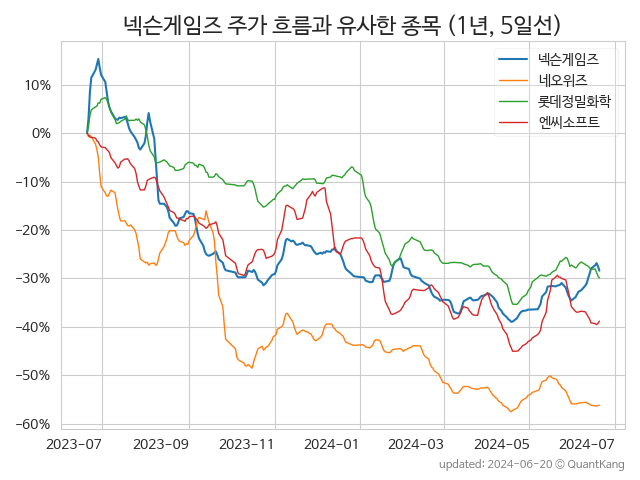 넥슨게임즈 주가 흐름과 유사한 종목 (1년, 5일선)
넥슨게임즈
네오위즈
롯데정밀화학
엔씨소프트
10%
0%
−10%
−20%
−30%
−40%
−50%
−60%
2023-07
2023-09
2023-11
2024-01
2024-03
2024-05
2024-07
updated: 2024-06-20 © QuantKang